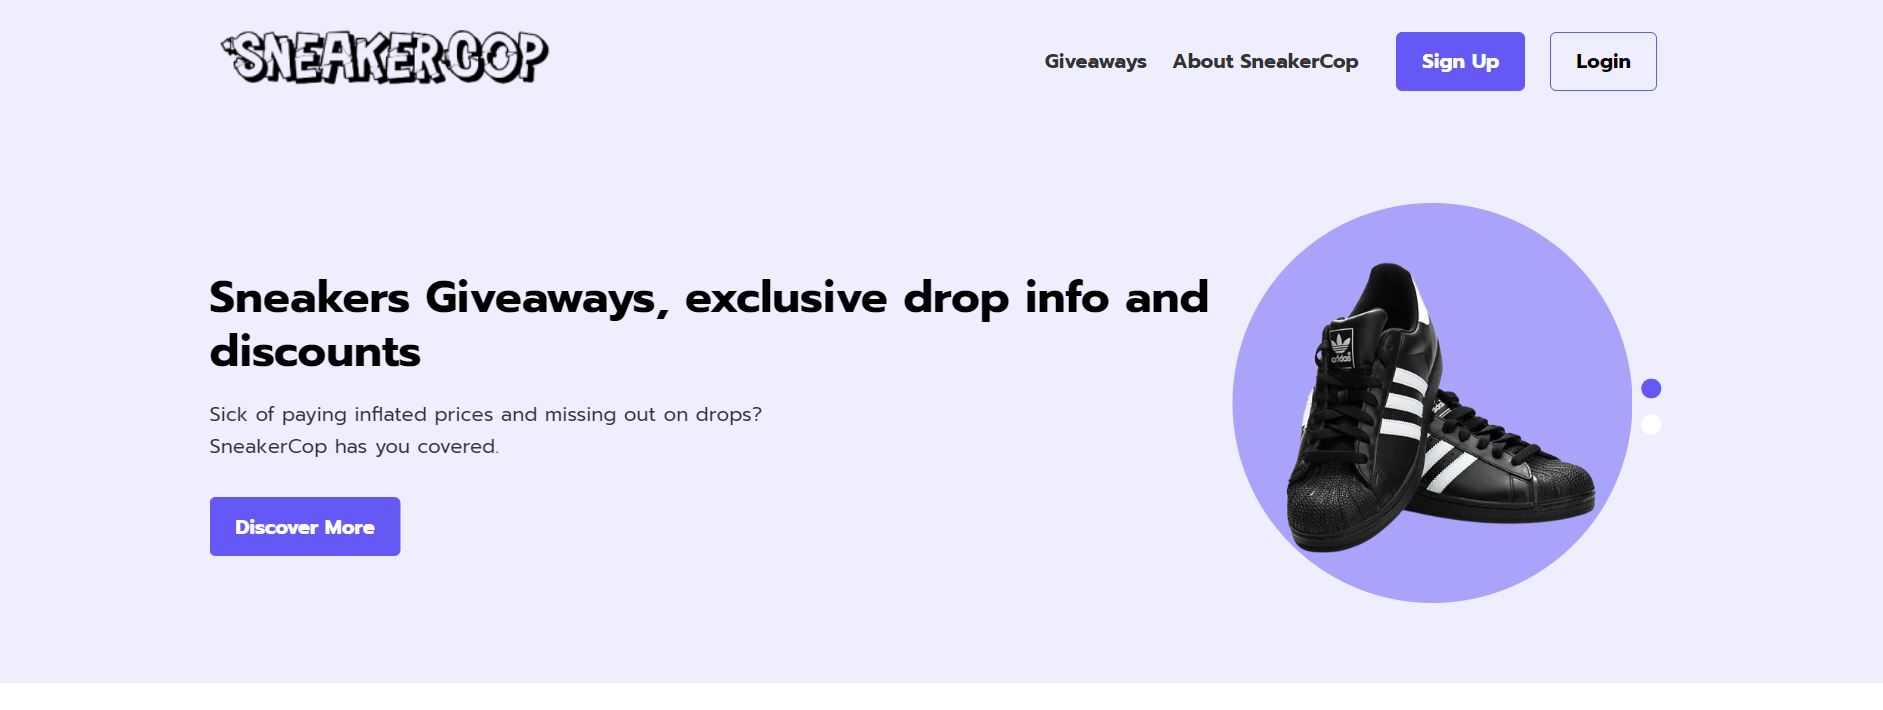 SNEAKERCOP
Giveaways
About SneakerCop
Sign Up
Login
Sneakers Giveaways, exclusive drop info and
discounts
Sick of paying inflated prices and missing out on drops?
SneakerCop has you covered.
Discover More
adidas